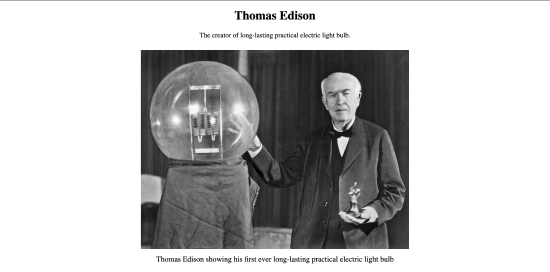 Thomas Edison
The creator of long-lasting practical electric light bulb.
Thomas Edison showing his first ever long-lasting practical electric light bulb